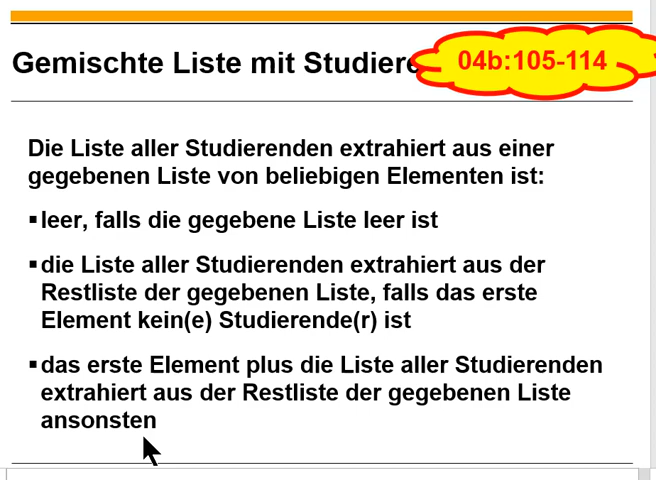 Gemischte Liste mit Studiere
04b:105-114
Die Liste aller Studierenden extrahiert aus einer
gegebenen Liste von beliebigen Elementen ist:
▪leer, falls die gegebene Liste leer ist
▪die Liste aller Studierenden extrahiert aus der
Restliste der gegebenen Liste, falls das erste
Element kein(e) Studierende(r) ist
▪das erste Element plus die Liste aller Studierenden
extrahiert aus der Restliste der gegebenen Liste
ansonsten